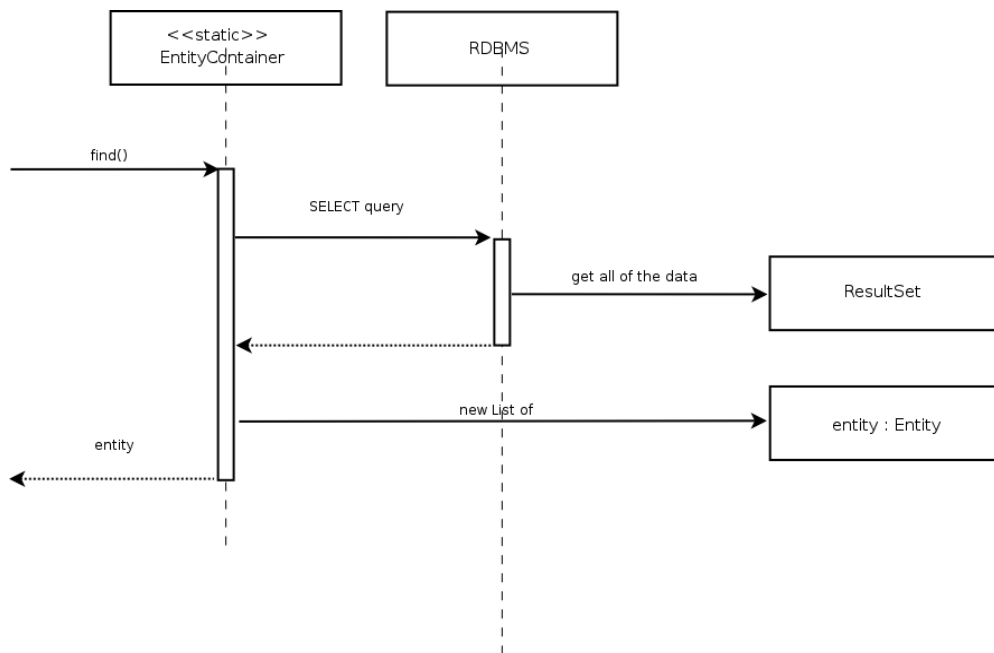 <<static>>
EntityContainer
RDBMS
find()
SELECT query
get all of the data
ResultSet
new List of
entity : Entity
entity